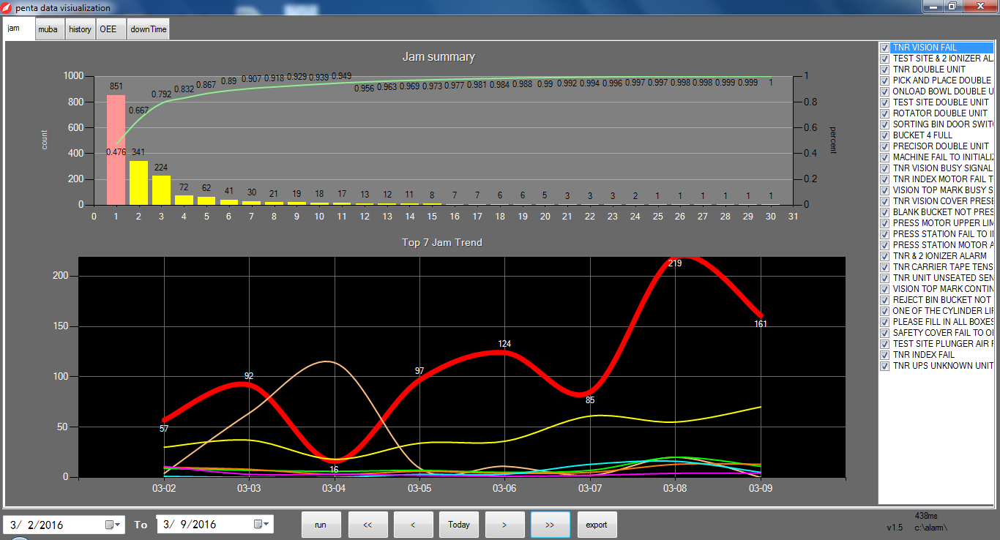 penta data visiualization
jam muba history OEE downTime
Jam summary
1000 800 600 400 200 0
count
851 341 224 72 62 41 30 21 19 18 17 13 12 11 8 7 7 6 6 5 3 3 3 2 1 1 1 1 1 1
0.476 0.667 0.792 0.832 0.867 0.89 0.907 0.918 0.929 0.939 0.949 0.956 0.963 0.969 0.973 0.977 0.981 0.984 0.988 0.99 0.992 0.994 0.996 0.997 0.997 0.998 0.998 0.999 0.999 1
1 0.8 0.6 0.4 0.2 0
percent
0 1 2 3 4 5 6 7 8 9 10 11 12 13 14 15 16 17 18 19 20 21 22 23 24 25 26 27 28 29 30 31
Top 7 Jam Trend
200 150 100 50 0
57 92 16 97 124 85 219 161
03-02 03-03 03-04 03-05 03-06 03-07 03-08 03-09
TNR VISION FAIL
TEST SITE & 2 IONIZER ALA
TNR DOUBLE UNIT
PICK AND PLACE DOUBLE
ONLOAD BOWL DOUBLE U
TEST SITE DOUBLE UNIT
ROTATOR DOUBLE UNIT
SORTING BIN DOOR SWIT
BUCKET 4 FULL
PRECISOR DOUBLE UNIT
MACHINE FAIL TO INITIALIZ
TNR VISION BUSY SIGNAL
TNR INDEX MOTOR FAIL T
VISION TOP MARK BUSY S
TNR VISION COVER PRESE
BLANK BUCKET NOT PRES
PRESS MOTOR UPPER LIM
PRESS STATION FAIL TO I
PRESS STATION MOTOR A
TNR & 2 IONIZER ALARM
TNR CARRIER TAPE TENS
TNR UNIT UNSEATED SEN
VISION TOP MARK CONTIN
REJECT BIN BUCKET NOT
ONE OF THE CYLINDER LI
PLEASE FILL IN ALL BOXES
SAFETY COVER FAIL TO O
TEST SITE PLUNGER AIR
TNR INDEX FAIL
TNR UPS UNKNOWN UNIT
3/ 2/2016 To 3/ 9/2016 run << < Today > >> export
438ms
v1.5 c:\alarm\